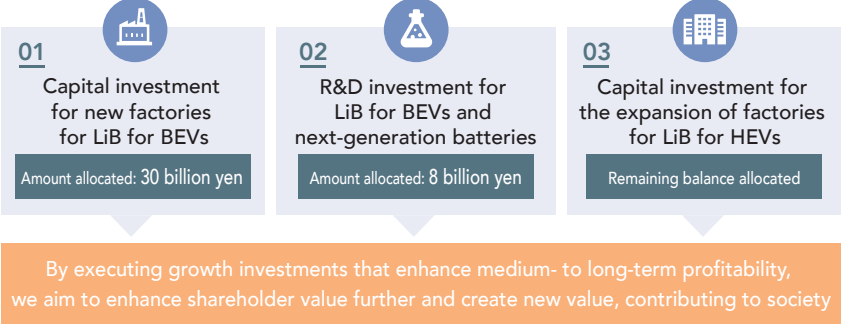 01
Capital investment
for new factories
for LiB for BEVs
Amount allocated: 30 billion yen
02
R&D investment for
LiB for BEVs and
next-generation batteries
Amount allocated: 8 billion yen
03
Capital investment for
the expansion of factories
for LiB for HEVs
Remaining balance allocated
By executing growth investments that enhance medium- to long-term profitability,
we aim to enhance shareholder value further and create new value, contributing to society